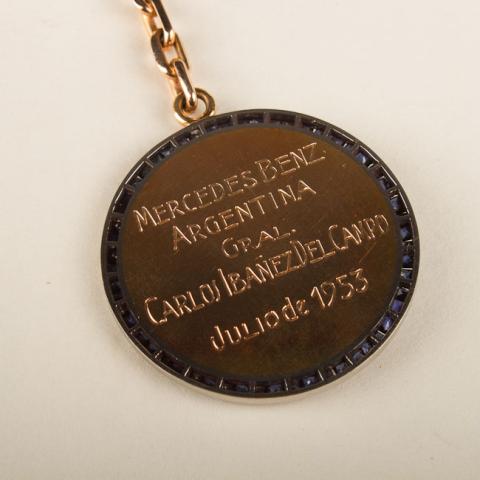 MERCEDES BENZ
ARGENTINA
GRAL.
CARLOS IBAÑEZ DEL CAMPO
JULIO de 1953